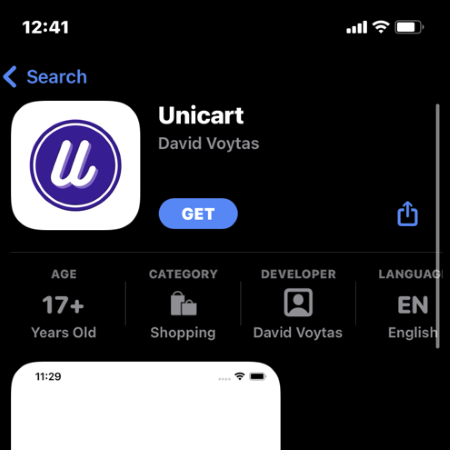 12:41
Search
Unicart
David Voytas
GET
AGE
CATEGORY
DEVELOPER
LANGUAG
17+
EN
Years Old
Shopping
David Voytas
English
11:29